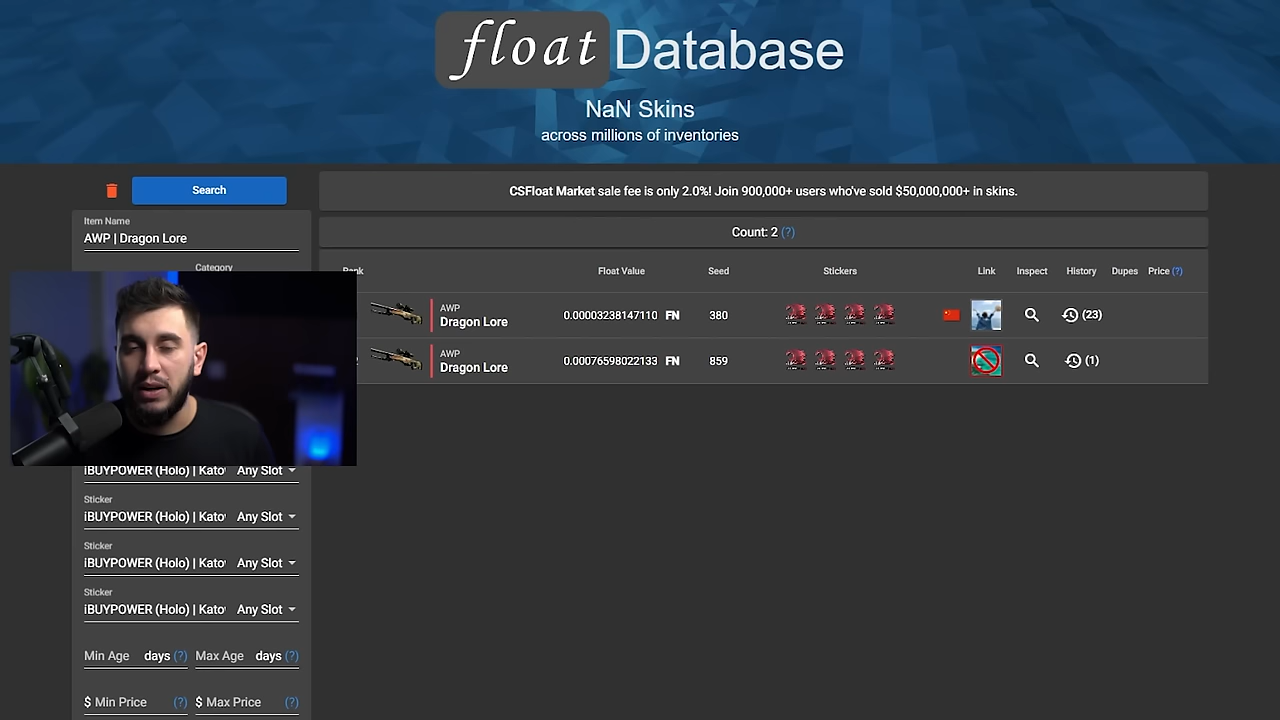 float Database
NaN Skins
across millions of inventories
Search
CSFloat Market sale fee is only 2.0%! Join 900,000+ users who've sold $50,000,000+ in skins.
Item Name
AWP | Dragon Lore
Count: 2 (?)
Category
Float Value Seed Stickers Link Inspect History Dupes Price (?)
AWP
Dragon Lore 0.00003238147110 FN 380 (23)
AWP
Dragon Lore 0.00076598022133 FN 859 (1)
iBUYPOWER (Holo) | Kato Any Slot
Sticker
iBUYPOWER (Holo) | Kato Any Slot
Sticker
iBUYPOWER (Holo) | Kato Any Slot
Sticker
iBUYPOWER (Holo) | Kato Any Slot
Min Age days (?) Max Age days (?)
$ Min Price (?) $ Max Price (?)